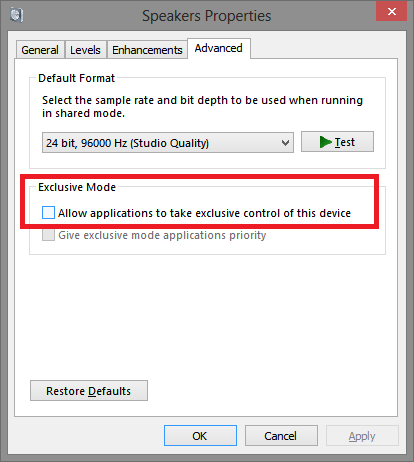 Speakers Properties
General Levels Enhancements Advanced
Default Format
Select the sample rate and bit depth to be used when running
in shared mode.
24 bit, 96000 Hz (Studio Quality) Test
Exclusive Mode
Allow applications to take exclusive control of this device
Give exclusive mode applications priority
Restore Defaults
OK Cancel Apply